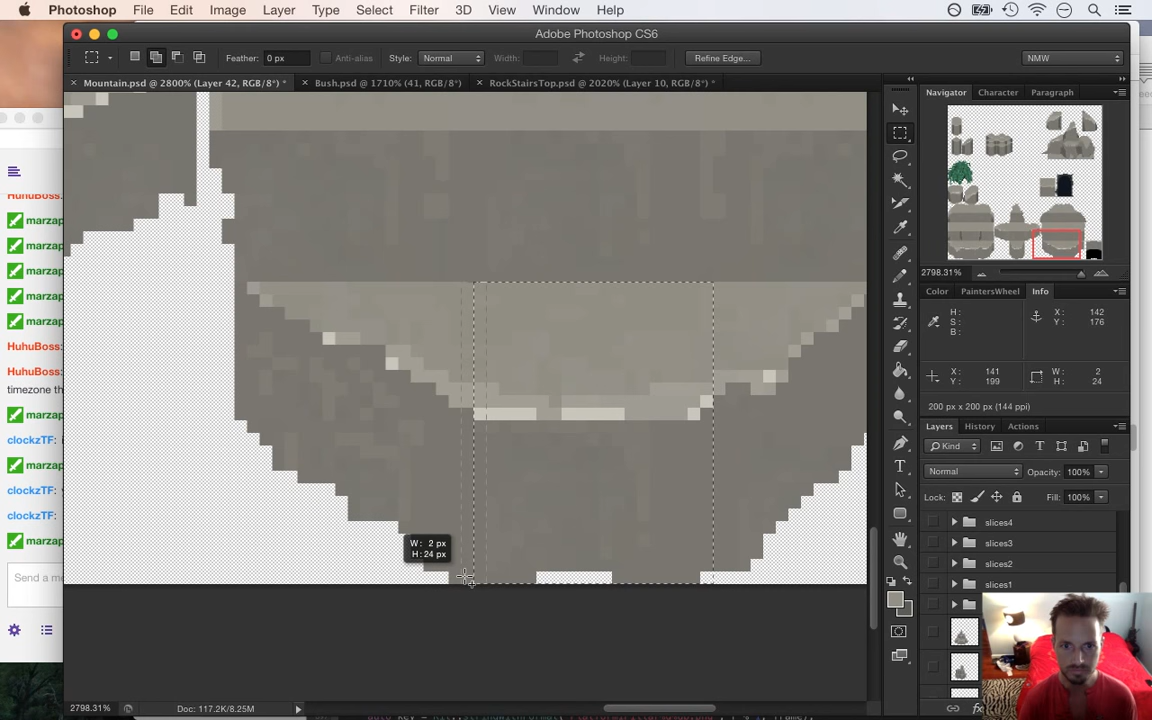 Photoshop File Edit Image Layer Type Select Filter 3D View Window Help
Adobe Photoshop CS6
Feather: 0 px Anti-alias Style: Normal Width: Height: Refine Edge... NMW
Mountain.psd @ 2800% (Layer 42, RGB/8*) * Bush.psd @ 1710% (41, RGB/8*) RockStairsTop.psd @ 2020% (Layer 10, RGB/8*) *
Navigator Character Paragraph
2798.31%
Color PaintersWheel Info
H: X: 142
S: Y: 176
B:
X: 141 W: 2
Y: 199 H: 24
200 px x 200 px (144 ppi)
Layers History Actions
Kind
Normal Opacity: 100%
Lock: Fill: 100%
slices4
slices3
slices2
slices1
HuhuBoss:
marzap
marzap
marzap
marzap
marzap
HuhuBoss:
HuhuBoss:
timezone th
marzap
clockzTF:
marzap
clockzTF:
clockzTF:
marzap
Send a me
W: 2 px
H: 24 px
2798.31% Doc: 117.2K/8.25M